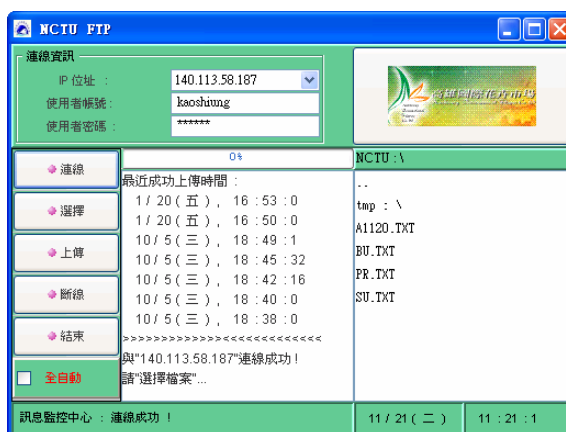 NCTU FTP
連線資訊
IP 位址 :
140.113.58.187
使用者帳號:
kaoshiung
使用者密碼 :
******
高雄國際花卉市場
連線
選擇
上傳
斷線
結束
全自動
0%
最近成功上傳時間 :
1 / 20 ( 五 ) , 16 : 53 : 0
1 / 20 ( 五 ) , 16 : 50 : 0
10 / 5 ( 三 ) , 18 : 49 : 1
10 / 5 ( 三 ) , 18 : 45 : 32
10 / 5 ( 三 ) , 18 : 42 : 16
10 / 5 ( 三 ) , 18 : 40 : 0
10 / 5 ( 三 ) , 18 : 38 : 0
>>>>>>>>>>>>><<<<<<<<<<<<<
與"140.113.58.187"連線成功 !
請"選擇檔案"...
NCTU :\
..
tmp : \
A1120.TXT
BU.TXT
PR.TXT
SU.TXT
訊息監控中心 : 連線成功 !
11 / 21 ( 二 )
11 : 21 : 1